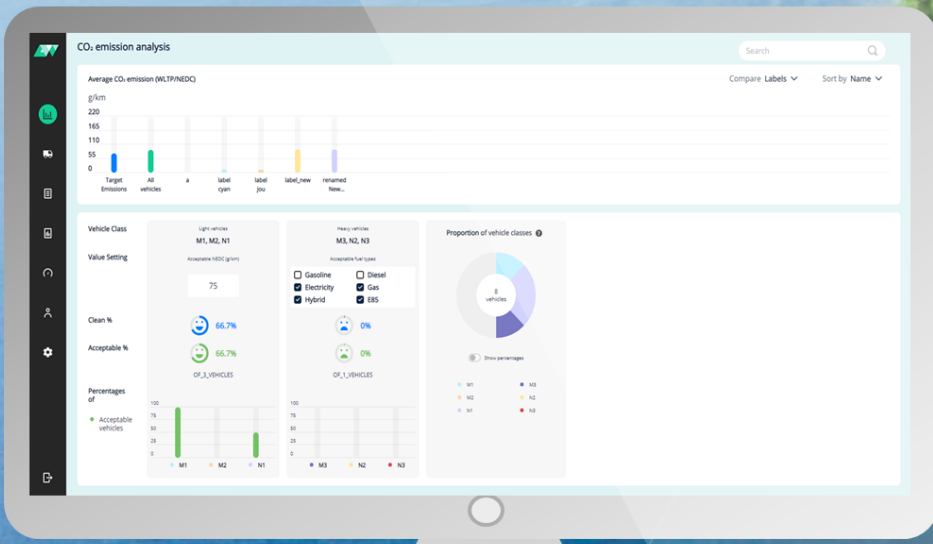 CO₂ emission analysis
Search
Average CO₂ emission (WLTP/NEDC)
Compare Labels
Sort by Name
g/km
220
165
110
55
0
Target Emissions
All vehicles
a
label cyan
label jou
label_new
renamed New...
Vehicle Class
Light vehicles
M1, M2, N1
Heavy vehicles
M3, N2, N3
Proportion of vehicle classes ?
Value Setting
Acceptable NEDC (g/km)
75
Acceptable fuel types
Gasoline
Diesel
Electricity
Gas
Hybrid
E85
8
vehicles
Clean %
66.7%
0%
Acceptable %
66.7%
0%
Show percentages
OF_3_VEHICLES
OF_1_VEHICLES
M1
M3
M2
N2
N1
N3
Percentages
of
Acceptable
vehicles
100
75
50
25
0
M1
M2
N1
100
75
50
25
0
M3
N2
N3